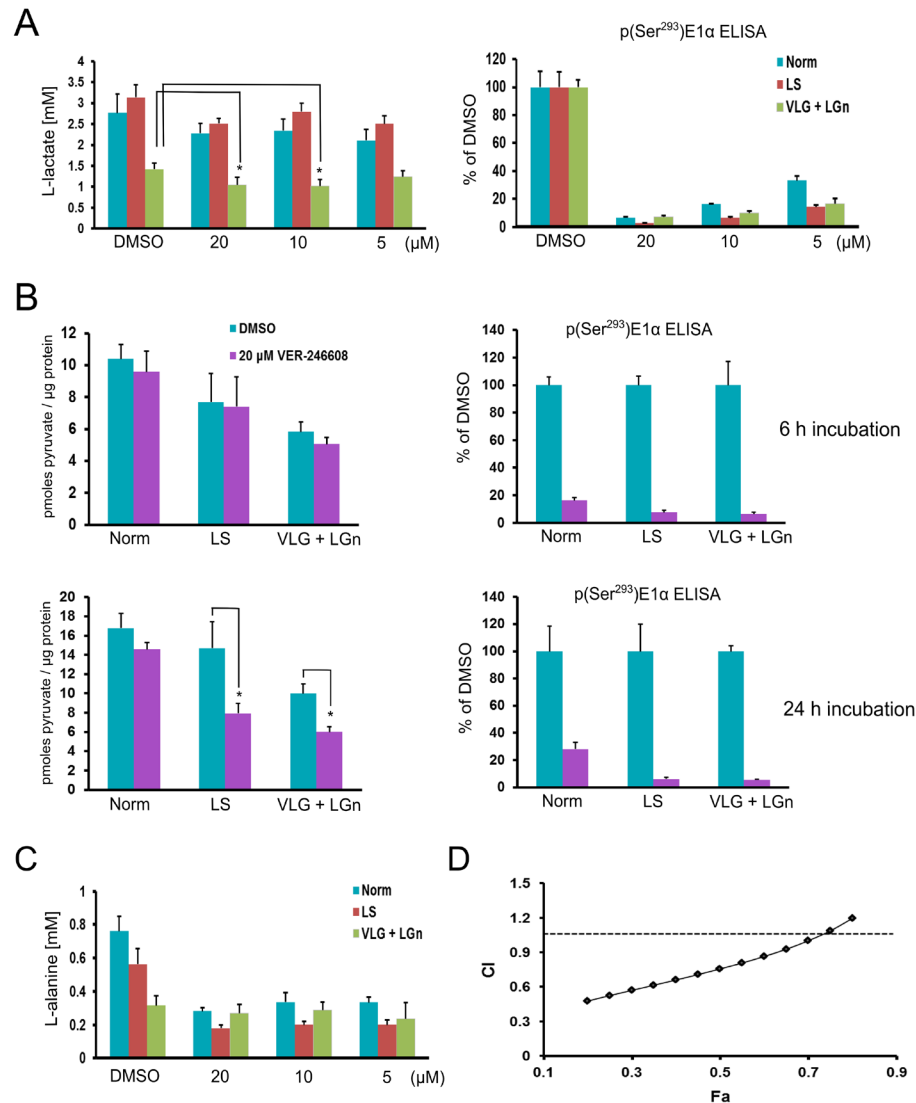 A
L-lactate [mM]
4
3.5
3
2.5
2
1.5
1
0.5
0
* *
DMSO 20 10 5 (µM)
p(Ser²⁹³)E1α ELISA
Norm
LS
VLG + LGn
% of DMSO
120
100
80
60
40
20
0
DMSO 20 10 5 (µM)
B
DMSO
20 µM VER-246608
pmoles pyruvate / µg protein
12
10
8
6
4
2
0
Norm LS VLG + LGn
p(Ser²⁹³)E1α ELISA
% of DMSO
140
120
100
80
60
40
20
0
Norm LS VLG + LGn
6 h incubation
pmoles pyruvate / µg protein
20
18
16
14
12
10
8
6
4
2
0
* *
Norm LS VLG + LGn
p(Ser²⁹³)E1α ELISA
% of DMSO
140
120
100
80
60
40
20
0
Norm LS VLG + LGn
24 h incubation
C
Norm
LS
VLG + LGn
L-alanine [mM]
1
0.8
0.6
0.4
0.2
0
DMSO 20 10 5 (µM)
D
CI
1.5
1.2
0.9
0.6
0.3
0
0.1 0.3 0.5 0.7 0.9
Fa